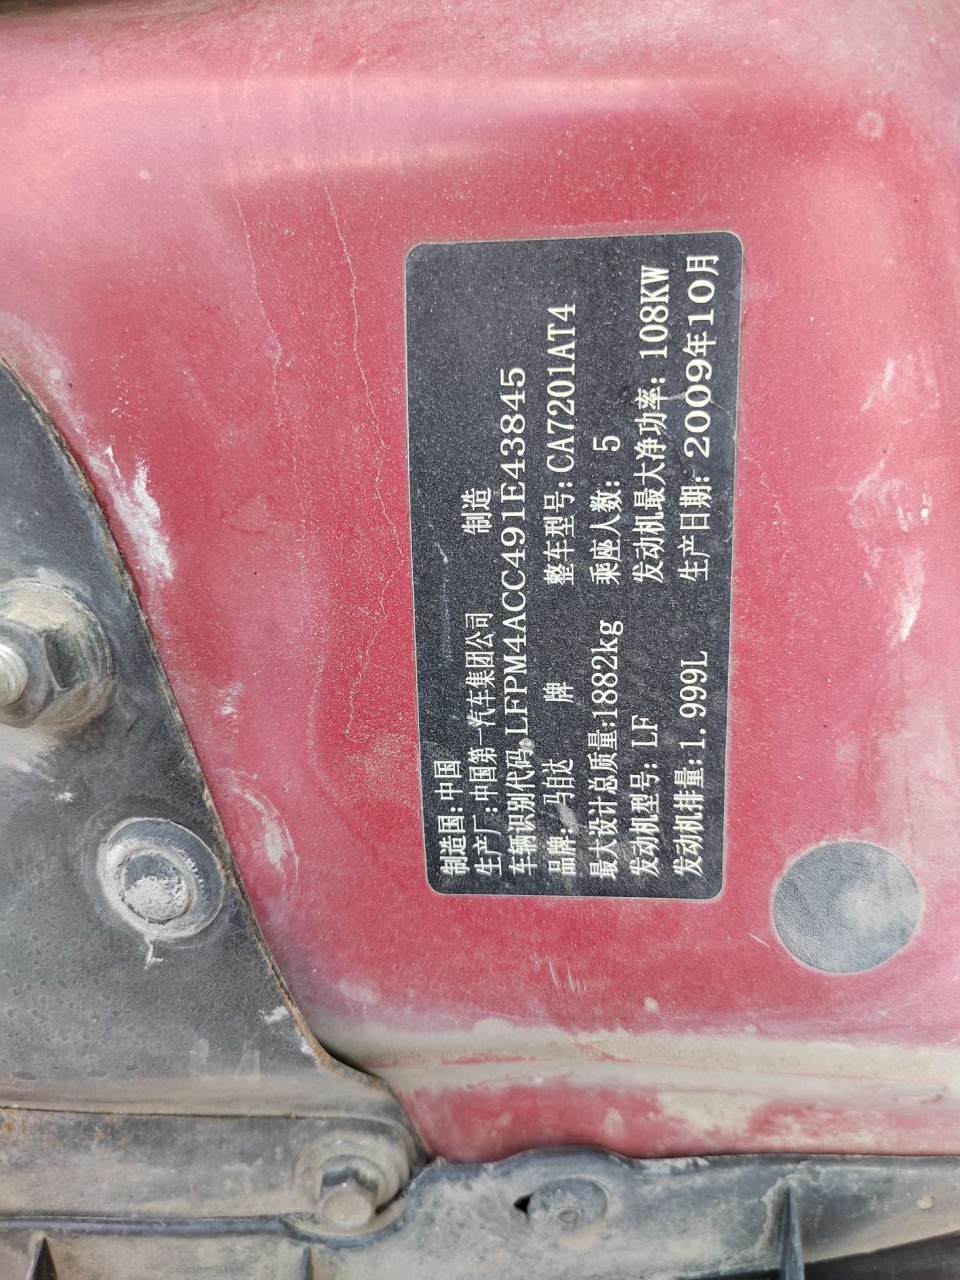 制造国:中国
生产厂:中国第一汽车集团公司 制造
车辆识别代码:LFPM4ACC491E43845
品牌:马自达 牌 整车型号:CA7201AT4
最大设计总质量:1882kg 乘座人数: 5
发动机型号: LF 发动机最大净功率: 108KW
发动机排量:1.999L 生产日期: 2009年10月